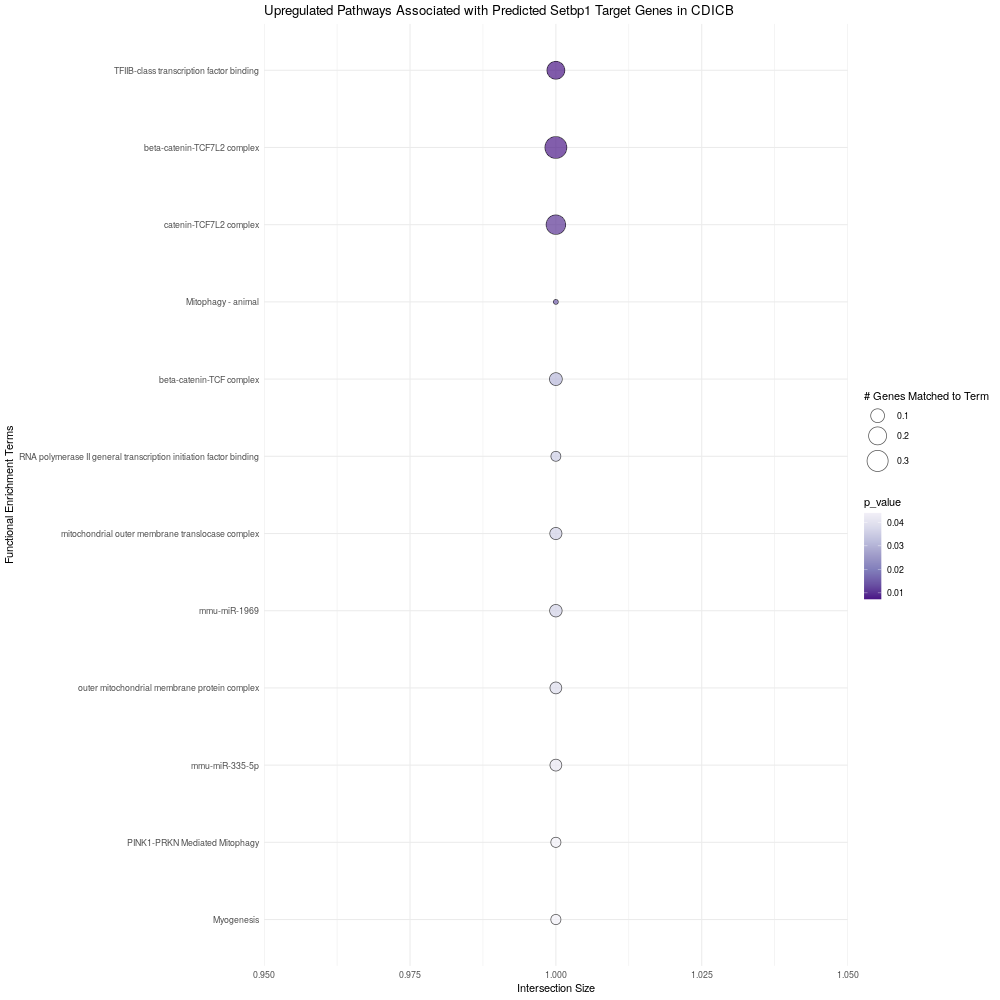 Upregulated Pathways Associated with Predicted Setbp1 Target Genes in CDICB
Functional Enrichment Terms
TFIIB-class transcription factor binding
beta-catenin-TCF7L2 complex
catenin-TCF7L2 complex
Mitophagy - animal
beta-catenin-TCF complex
RNA polymerase II general transcription initiation factor binding
mitochondrial outer membrane translocase complex
mmu-miR-1969
outer mitochondrial membrane protein complex
mmu-miR-335-5p
PINK1-PRKN Mediated Mitophagy
Myogenesis
0.950 0.975 1.000 1.025 1.050
Intersection Size
# Genes Matched to Term
0.1
0.2
0.3
p_value
0.04
0.03
0.02
0.01